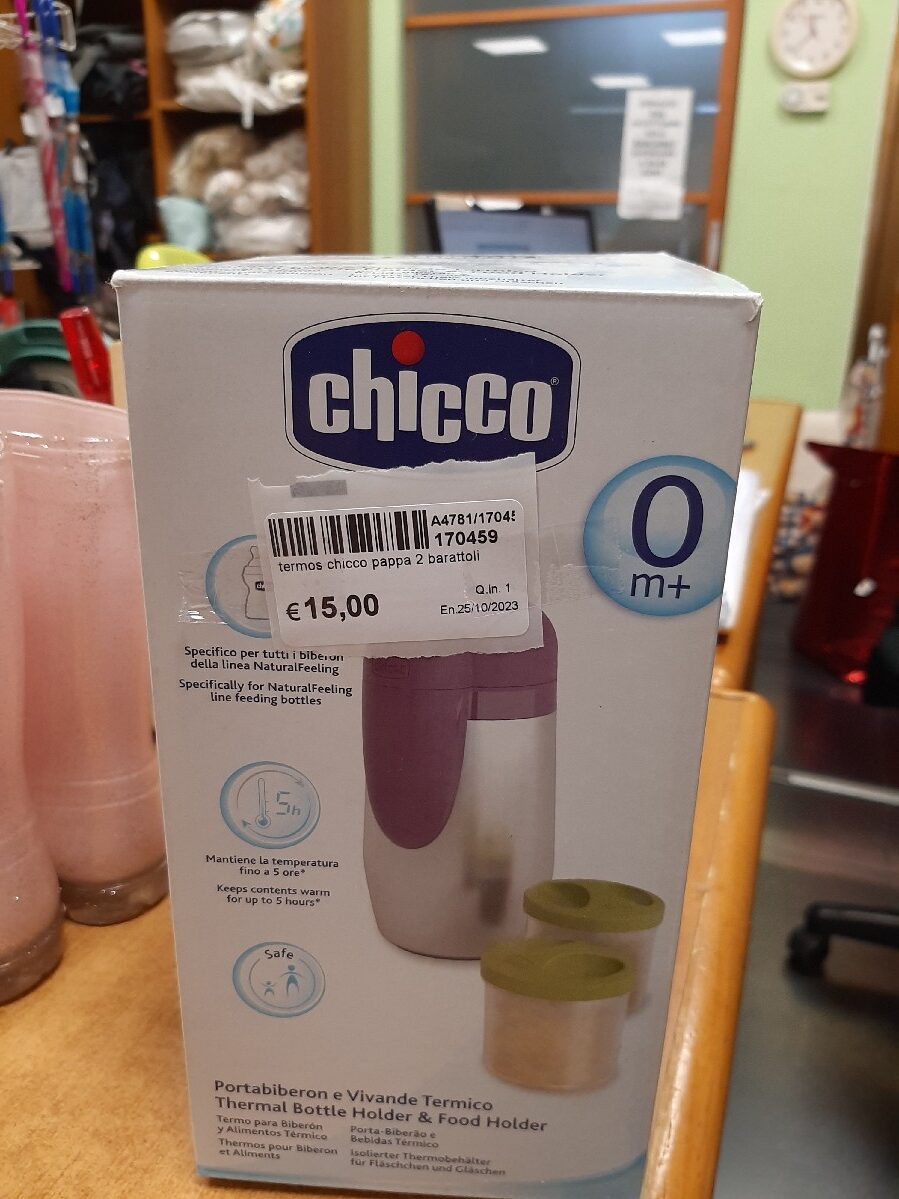 chicco
®
A4781/1704
170459
termos chicco pappa 2 barattoli
Q.in. 1
€15,00
En.25/10/2023
0
m+
Specifico per tutti i biberon
della linea NaturalFeeling
Specifically for NaturalFeeling
line feeding bottles
5h
Mantiene la temperatura
fino a 5 ore*
Keeps contents warm
for up to 5 hours*
Safe
Portabiberon e Vivande Termico
Thermal Bottle Holder & Food Holder
Termo para Biberón
y Alimentos Térmico
Thermos pour Biberon
et Aliments
Porta-Biberão e
Bebidas Térmico
Isolierter Thermobehälter
für Fläschchen und Gläschen